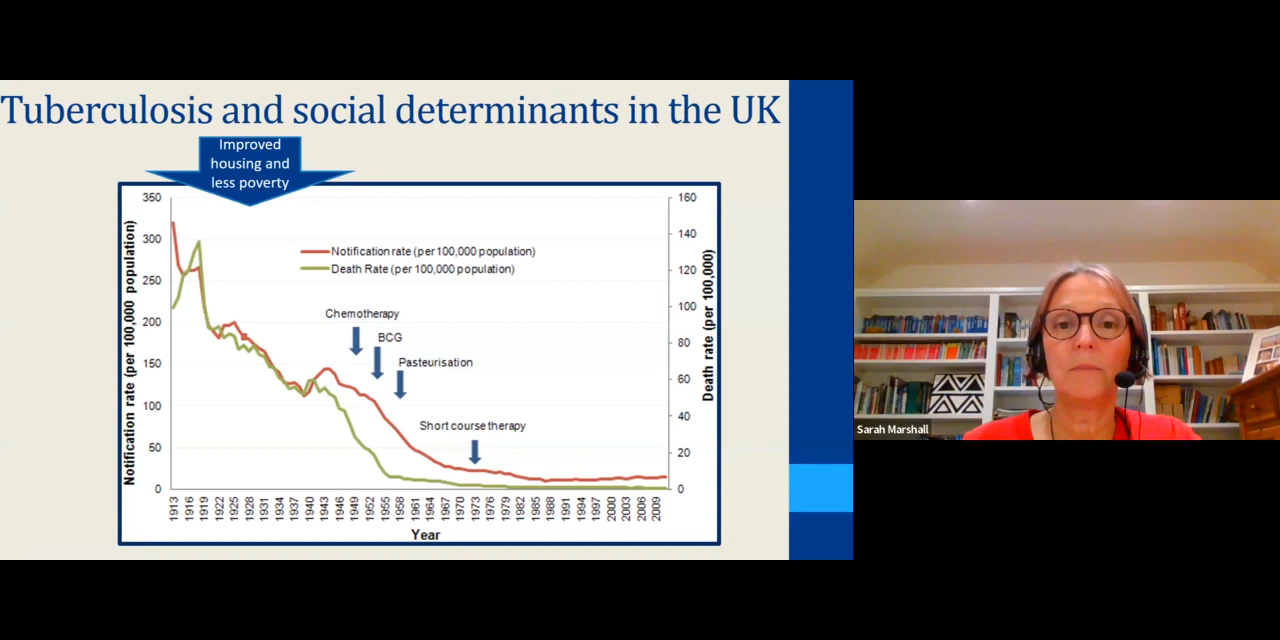 Tuberculosis and social determinants in the UK
Improved
housing and
less poverty
Notification rate (per 100,000 population)
350
300
250
200
150
100
50
0
Notification rate (per 100,000 population)
Death Rate (per 100,000 population)
Chemotherapy
BCG
Pasteurisation
Short course therapy
160
140
120
100
80
60
40
20
0
Death rate (per 100,000)
1913 1916 1919 1922 1925 1928 1931 1934 1937 1940 1943 1946 1949 1952 1955 1958 1961 1964 1967 1970 1973 1976 1979 1982 1985 1988 1991 1994 1997 2000 2003 2006 2009
Year
Sarah Marshall